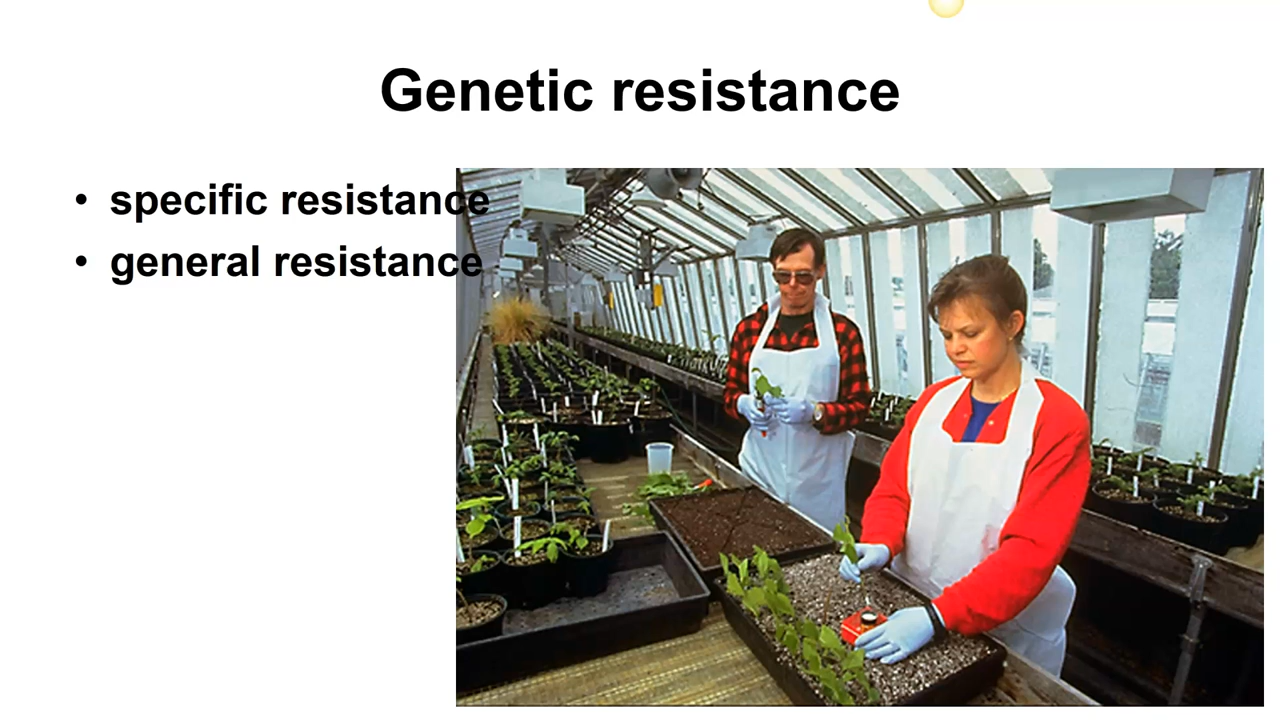 Genetic resistance
• specific resistance
• general resistance